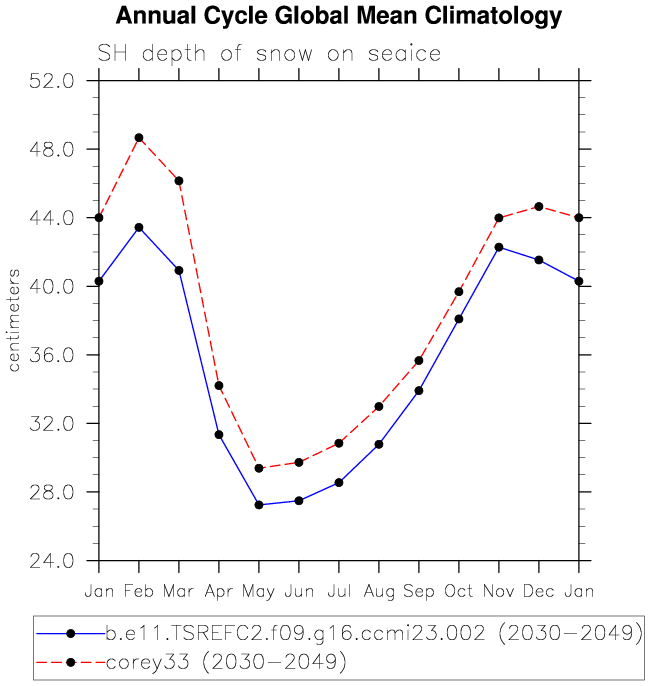 Annual Cycle Global Mean Climatology
SH depth of snow on seaice
52.0
48.0
44.0
40.0
36.0
32.0
28.0
24.0
centimeters
Jan Feb Mar Apr May Jun Jul Aug Sep Oct Nov Dec Jan
b.e11.TSREFC2.f09.g16.ccmi23.002 (2030-2049)
corey33 (2030-2049)